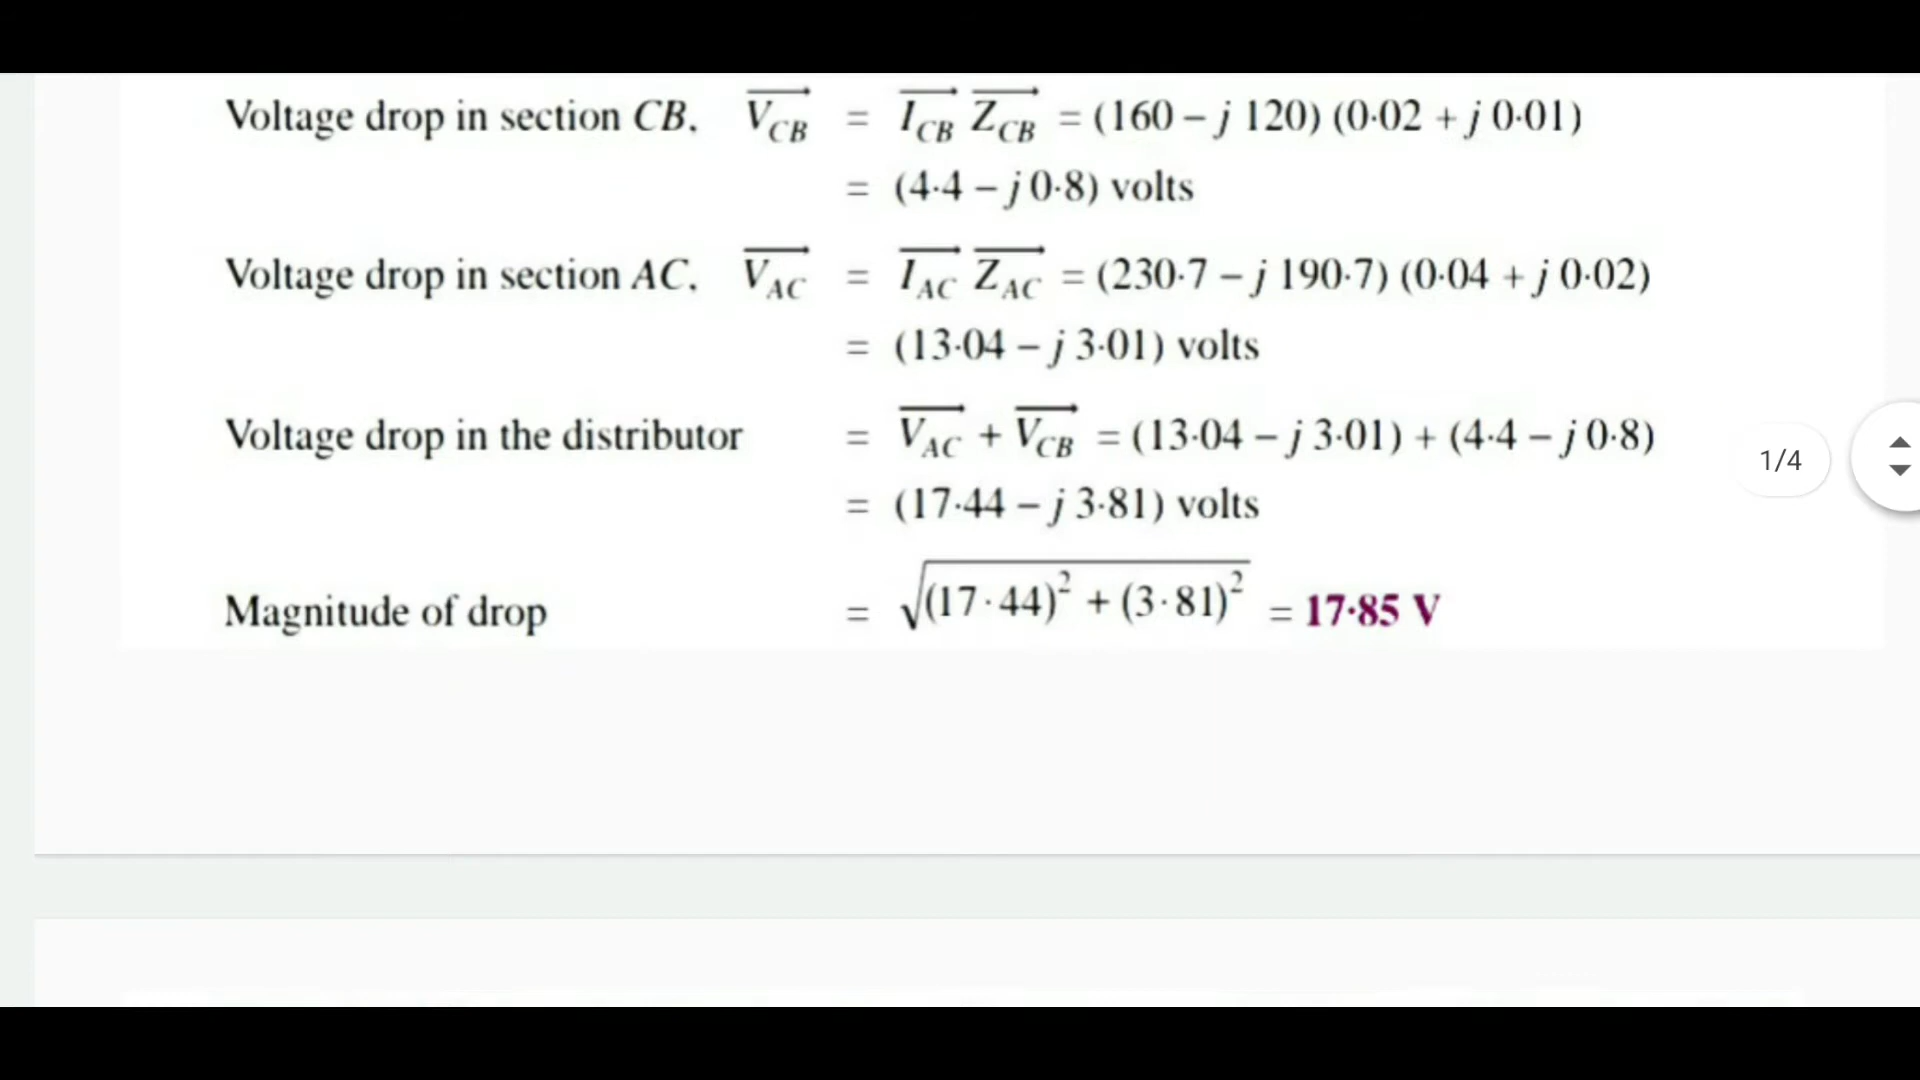 Voltage drop in section CB, V_CB = I_CB Z_CB = (160 – j 120) (0·02 + j 0·01)
= (4·4 – j 0·8) volts
Voltage drop in section AC, V_AC = I_AC Z_AC = (230·7 – j 190·7) (0·04 + j 0·02)
= (13·04 – j 3·01) volts
Voltage drop in the distributor = V_AC + V_CB = (13·04 – j 3·01) + (4·4 – j 0·8)
1/4
= (17·44 – j 3·81) volts
Magnitude of drop = √(17·44)² + (3·81)² = 17·85 V